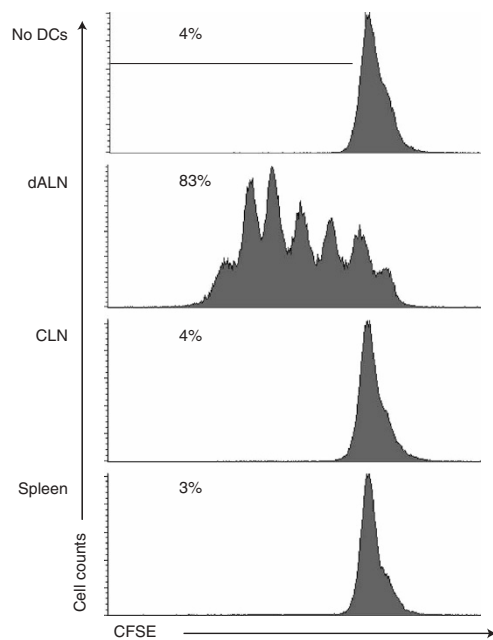 No DCs
4%
dALN
83%
CLN
4%
Spleen
3%
Cell counts
CFSE